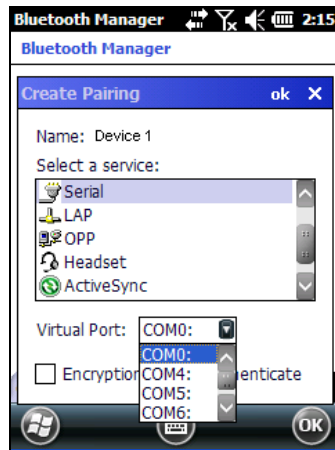 Bluetooth Manager 2:15
Bluetooth Manager
Create Pairing ok X
Name: Device 1
Select a service:
Serial
LAP
OPP
Headset
ActiveSync
Virtual Port: COM0:
COM0:
Encryption COM4: enticate
COM5:
COM6:
OK